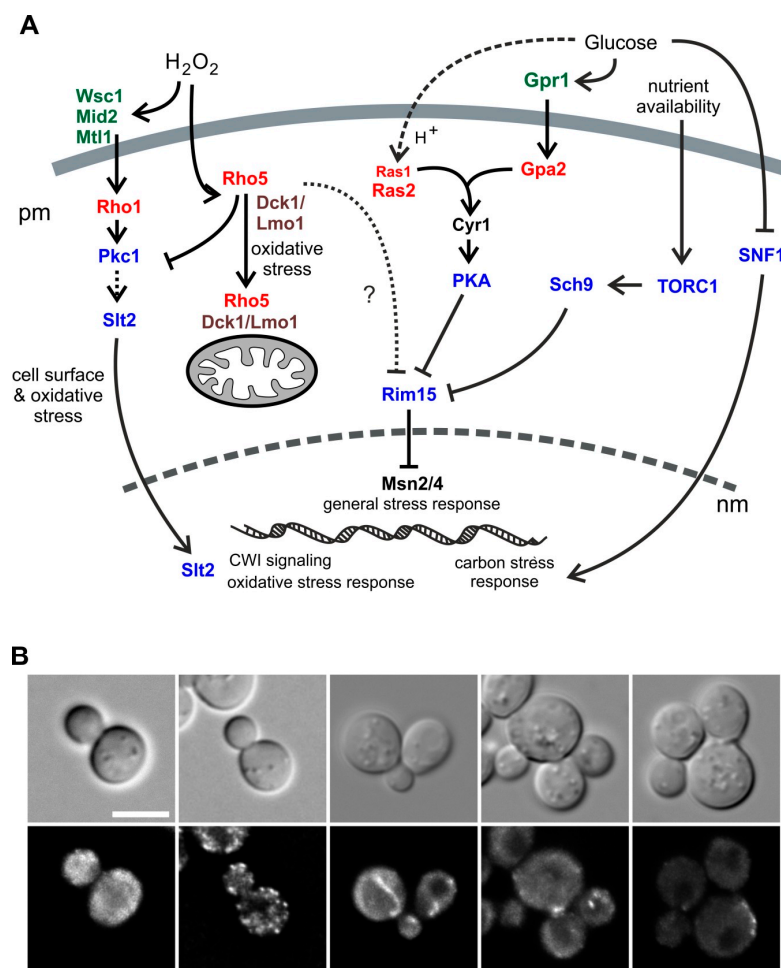 A
H2O2
Glucose
Wsc1
Mid2
Mtl1
Gpr1
nutrient
availability
H+
pm
Rho1
Rho5
Dck1/
Lmo1
Ras1
Ras2
Gpa2
Pkc1
oxidative
stress
Cyr1
SNF1
Slt2
Rho5
Dck1/Lmo1
?
PKA
Sch9
TORC1
cell surface
& oxidative
stress
Rim15
Msn2/4
general stress response
nm
Slt2
CWI signaling
oxidative stress response
carbon stress
response
B